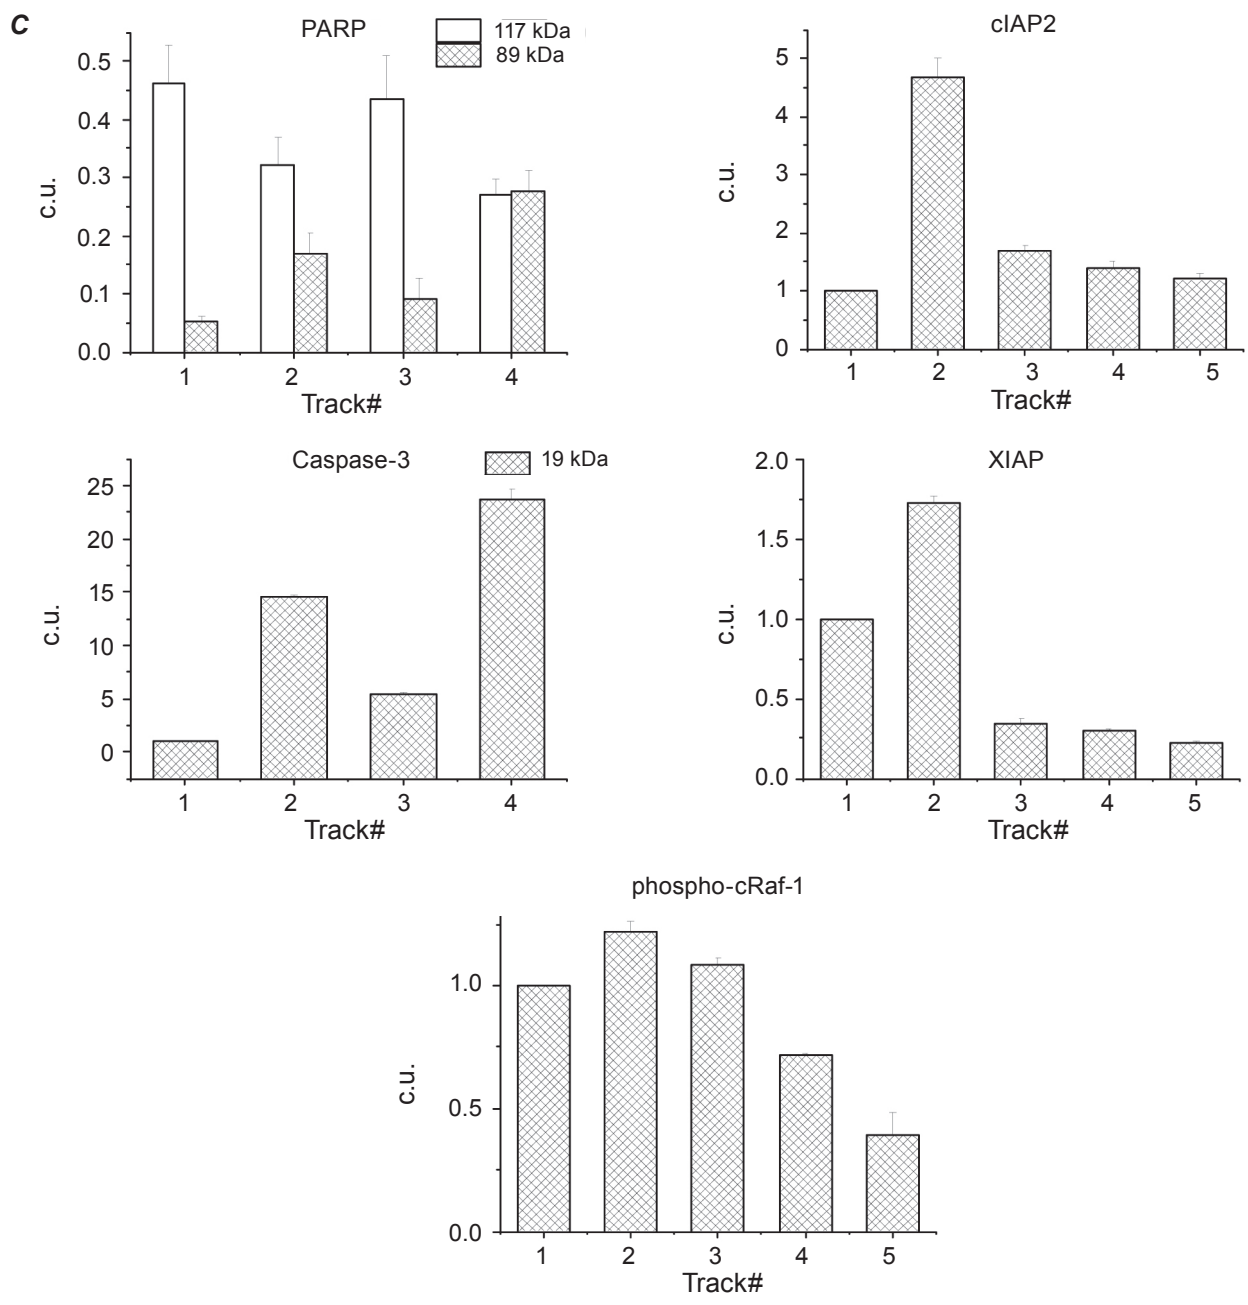 C
PARP
117 kDa
89 kDa
0.5
0.4
0.3
0.2
0.1
0.0
c.u.
1 2 3 4
Track#
cIAP2
5
4
3
2
1
0
c.u.
1 2 3 4 5
Track#
Caspase-3
19 kDa
25
20
15
10
5
0
c.u.
1 2 3 4
Track#
XIAP
2.0
1.5
1.0
0.5
0.0
c.u.
1 2 3 4 5
Track#
phospho-cRaf-1
1.0
0.5
0.0
c.u.
1 2 3 4 5
Track#